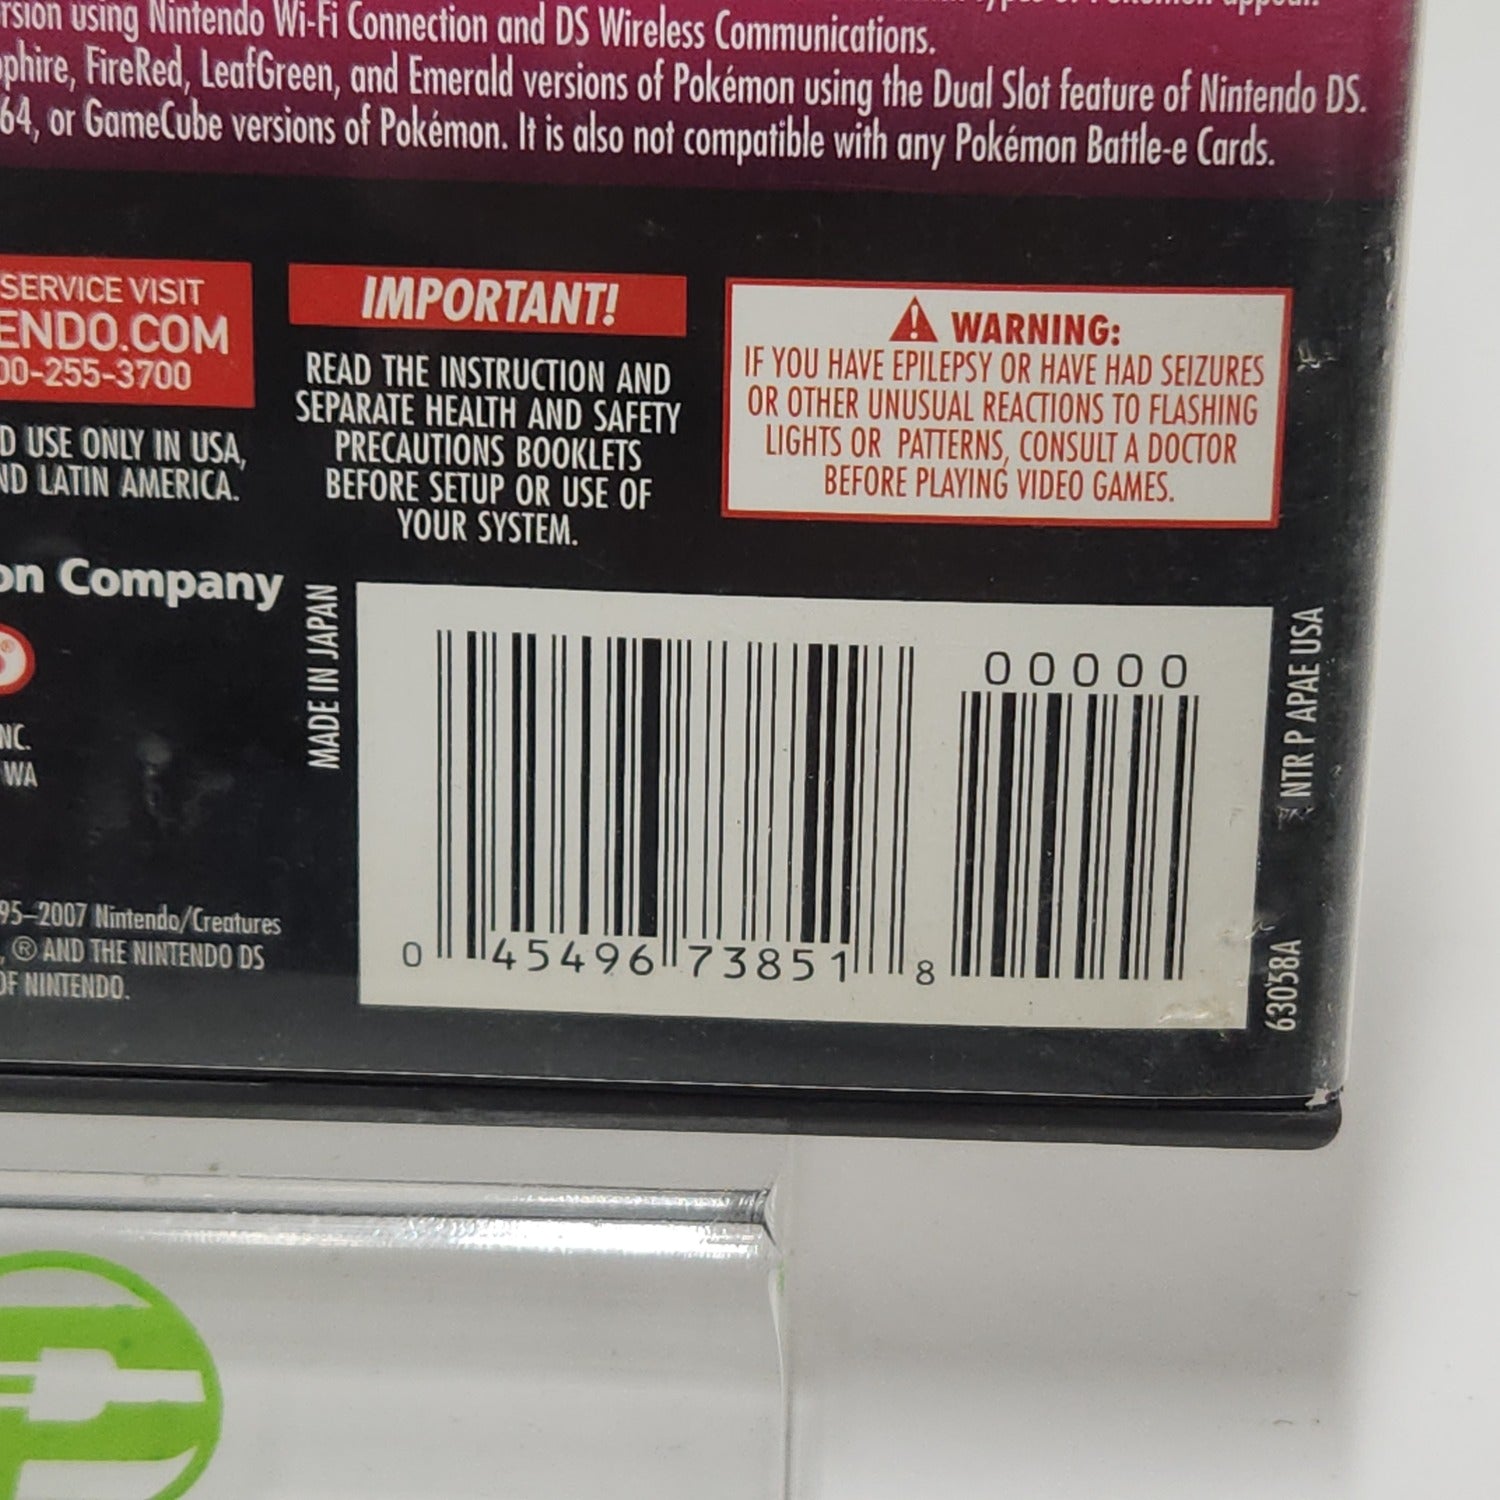 using Nintendo Wi-Fi Connection and DS Wireless Communications.
FireRed, LeafGreen, and Emerald versions of Pokémon using the Dual Slot feature of Nintendo DS.
64, or GameCube versions of Pokémon. It is also not compatible with any Pokémon Battle-e Cards.
SERVICE VISIT
ENDO.COM
00-255-3700
D USE ONLY IN USA,
ND LATIN AMERICA.
IMPORTANT!
READ THE INSTRUCTION AND
SEPARATE HEALTH AND SAFETY
PRECAUTIONS BOOKLETS
BEFORE SETUP OR USE OF
YOUR SYSTEM.
WARNING:
IF YOU HAVE EPILEPSY OR HAVE HAD SEIZURES
OR OTHER UNUSUAL REACTIONS TO FLASHING
LIGHTS OR PATTERNS, CONSULT A DOCTOR
BEFORE PLAYING VIDEO GAMES.
on Company
NC.
WA
95–2007 Nintendo/Creatures
, ® AND THE NINTENDO DS
OF NINTENDO.
MADE IN JAPAN
00000
0 45496 73851 8
NTR P APAE USA
63058A